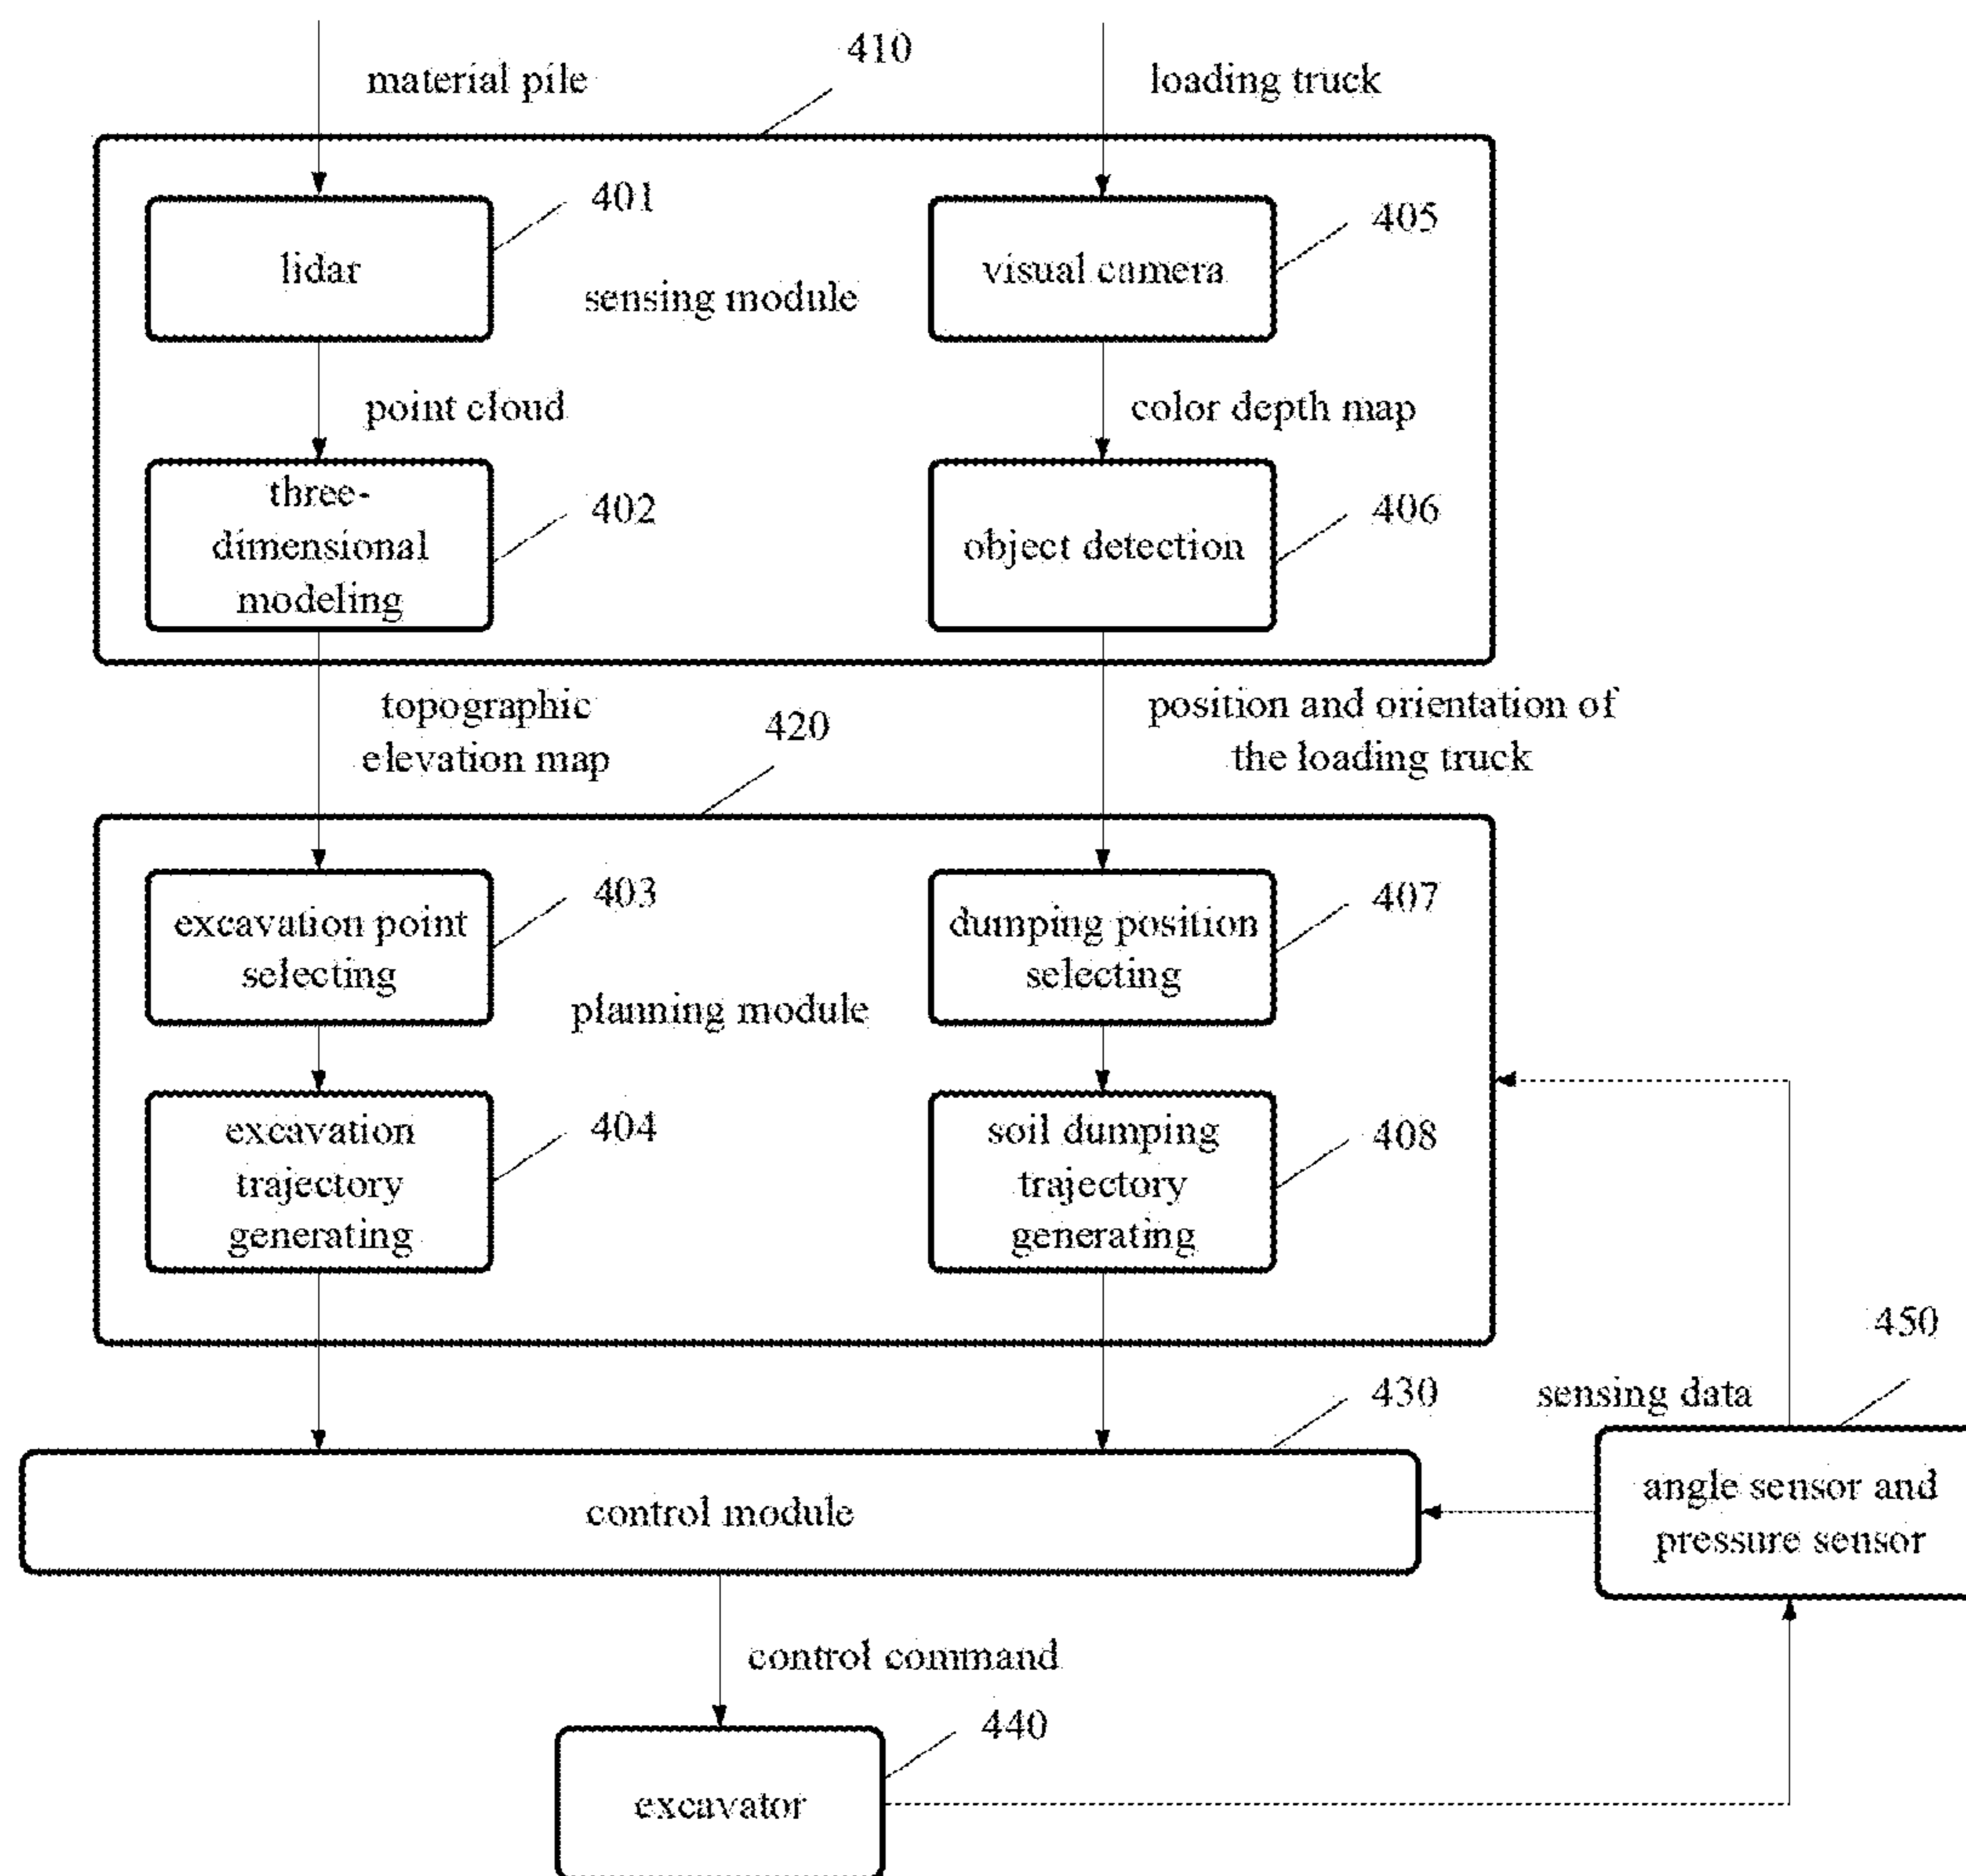 410
material pile
loading truck
401
405
lidar
visual camera
sensing module
point cloud
color depth map
three-
dimensional
modeling
402
406
object detection
topographic
elevation map
420
position and orientation of
the loading truck
403
407
excavation point
selecting
dumping position
selecting
planning module
excavation
trajectory
generating
404
soil dumping
trajectory
generating
408
450
430
sensing data
control module
angle sensor and
pressure sensor
control command
440
excavator